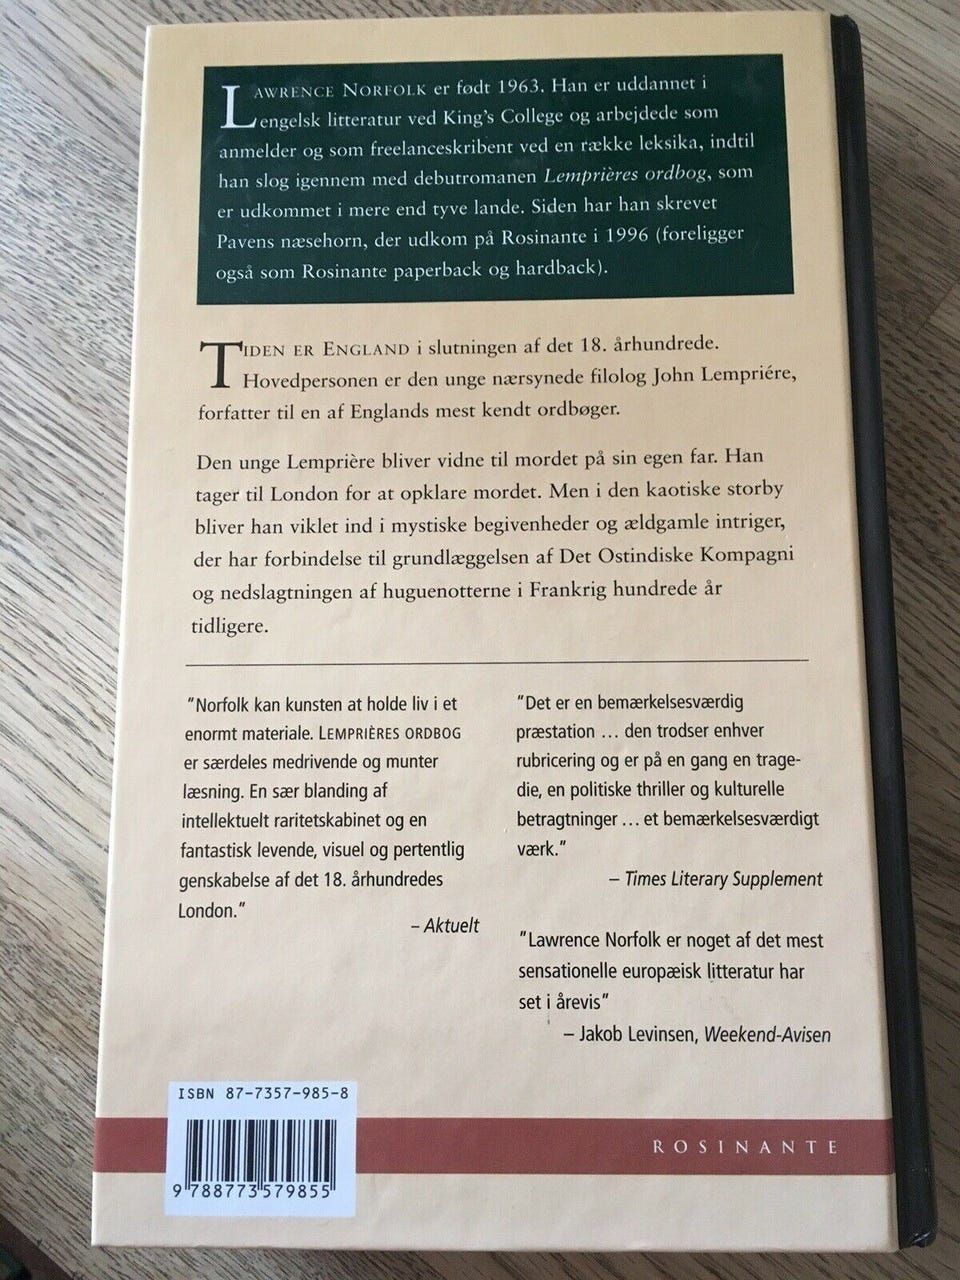 LAWRENCE NORFOLK er født 1963. Han er uddannet i
engelsk litteratur ved King's College og arbejdede som
anmelder og som freelanceskribent ved en række leksika, indtil
han slog igennem med debutromanen Lemprières ordbog, som
er udkommet i mere end tyve lande. Siden har han skrevet
Pavens næsehorn, der udkom på Rosinante i 1996 (foreligger
også som Rosinante paperback og hardback).
TIDEN ER ENGLAND i slutningen af det 18. århundrede.
Hovedpersonen er den unge nærsynede filolog John Lempriére,
forfatter til en af Englands mest kendt ordbøger.
Den unge Lemprière bliver vidne til mordet på sin egen far. Han
tager til London for at opklare mordet. Men i den kaotiske storby
bliver han viklet ind i mystiske begivenheder og ældgamle intriger,
der har forbindelse til grundlæggelsen af Det Ostindiske Kompagni
og nedslagtningen af huguenotterne i Frankrig hundrede år
tidligere.
"Norfolk kan kunsten at holde liv i et
enormt materiale. LEMPRIÈRES ORDBOG
er særdeles medrivende og munter
læsning. En sær blanding af
intellektuelt raritetskabinet og en
fantastisk levende, visuel og pertentlig
genskabelse af det 18. århundredes
London."
– Aktuelt
"Det er en bemærkelsesværdig
præstation ... den trodser enhver
rubricering og er på en gang en trage-
die, en politiske thriller og kulturelle
betragtninger ... et bemærkelsesværdigt
værk."
– Times Literary Supplement
"Lawrence Norfolk er noget af det mest
sensationelle europæisk litteratur har
set i årevis"
– Jakob Levinsen, Weekend-Avisen
ISBN 87-7357-985-8
9 788773 579855
ROSINANTE